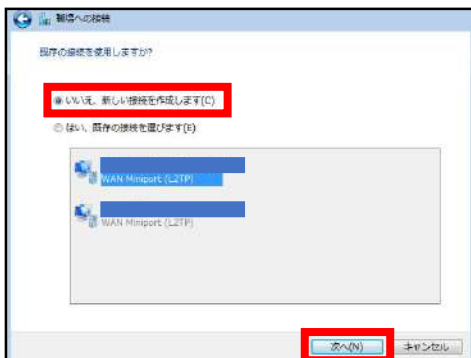 職場への接続
既存の接続を使用しますか?
いいえ、新しい接続を作成します(C)
はい、既存の接続を選びます(E)
WAN Miniport (L2TP)
WAN Miniport (L2TP)
次へ(N)
キャンセル